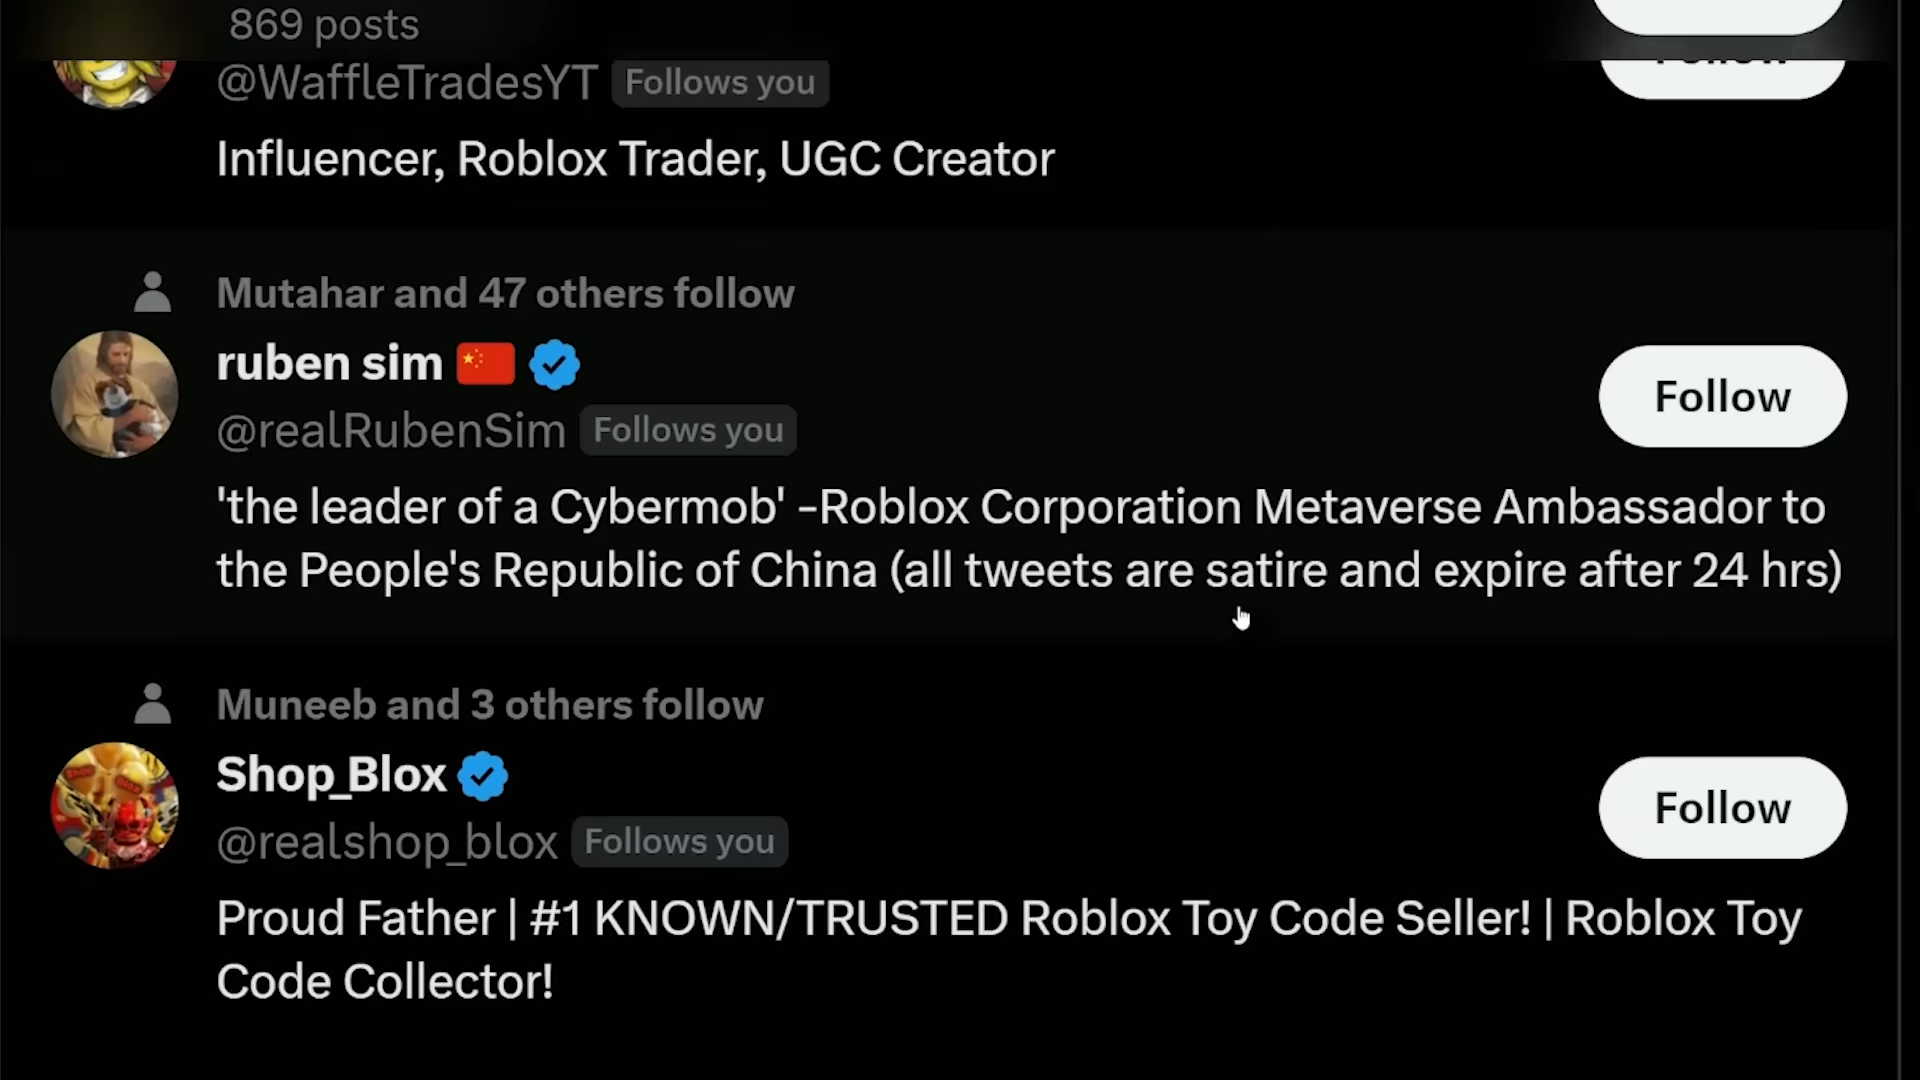 869 posts
@WaffleTradesYT Follows you
Influencer, Roblox Trader, UGC Creator
Mutahar and 47 others follow
ruben sim
@realRubenSim Follows you
Follow
'the leader of a Cybermob' -Roblox Corporation Metaverse Ambassador to
the People's Republic of China (all tweets are satire and expire after 24 hrs)
Muneeb and 3 others follow
Shop_Blox
@realshop_blox Follows you
Follow
Proud Father | #1 KNOWN/TRUSTED Roblox Toy Code Seller! | Roblox Toy
Code Collector!